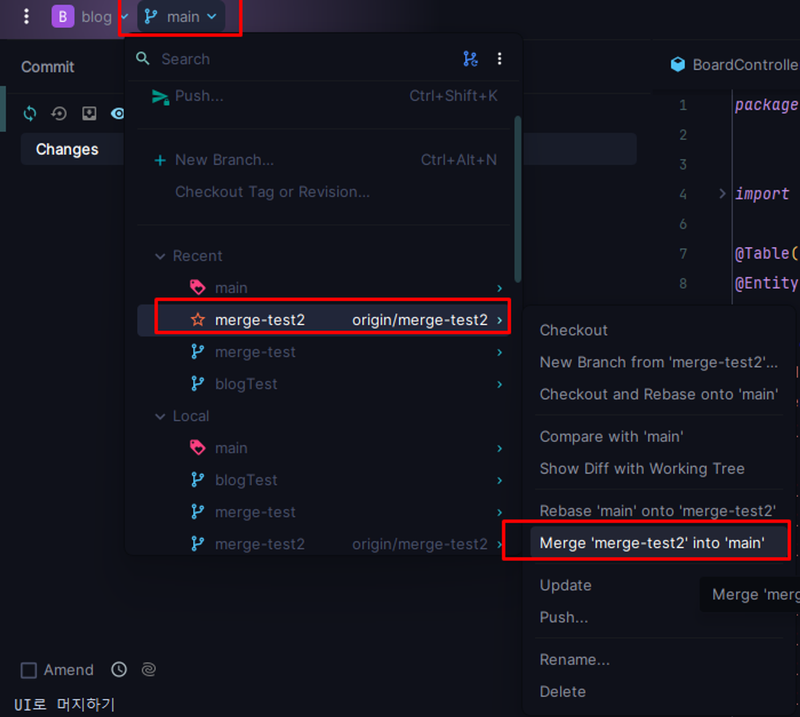 B blog main
Commit
Search
Push... Ctrl+Shift+K
New Branch... Ctrl+Alt+N
Checkout Tag or Revision...
Changes
Recent
main
merge-test2 origin/merge-test2
merge-test
blogTest
Local
main
blogTest
merge-test
merge-test2 origin/merge-test2
BoardControlle
1 package
2
3
4 import
6
7 @Table(
8 @Entity
Checkout
New Branch from 'merge-test2'...
Checkout and Rebase onto 'main'
Compare with 'main'
Show Diff with Working Tree
Rebase 'main' onto 'merge-test2'
Merge 'merge-test2' into 'main'
Update
Merge 'merg
Push...
Rename...
Delete
Amend
UI로 머지하기